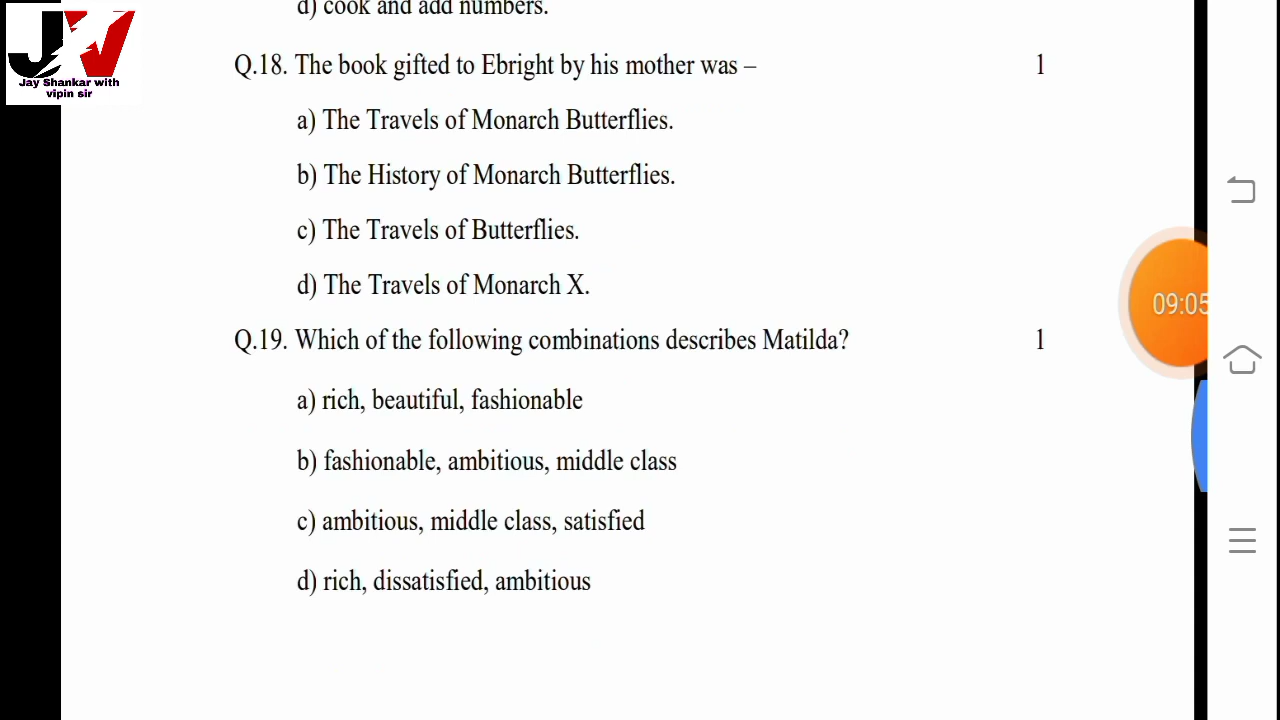 d) cook and add numbers.
JV
Jay Shankar with
vipin sir
Q.18. The book gifted to Ebright by his mother was – 1
a) The Travels of Monarch Butterflies.
b) The History of Monarch Butterflies.
c) The Travels of Butterflies.
d) The Travels of Monarch X.
09:05
Q.19. Which of the following combinations describes Matilda? 1
a) rich, beautiful, fashionable
b) fashionable, ambitious, middle class
c) ambitious, middle class, satisfied
d) rich, dissatisfied, ambitious